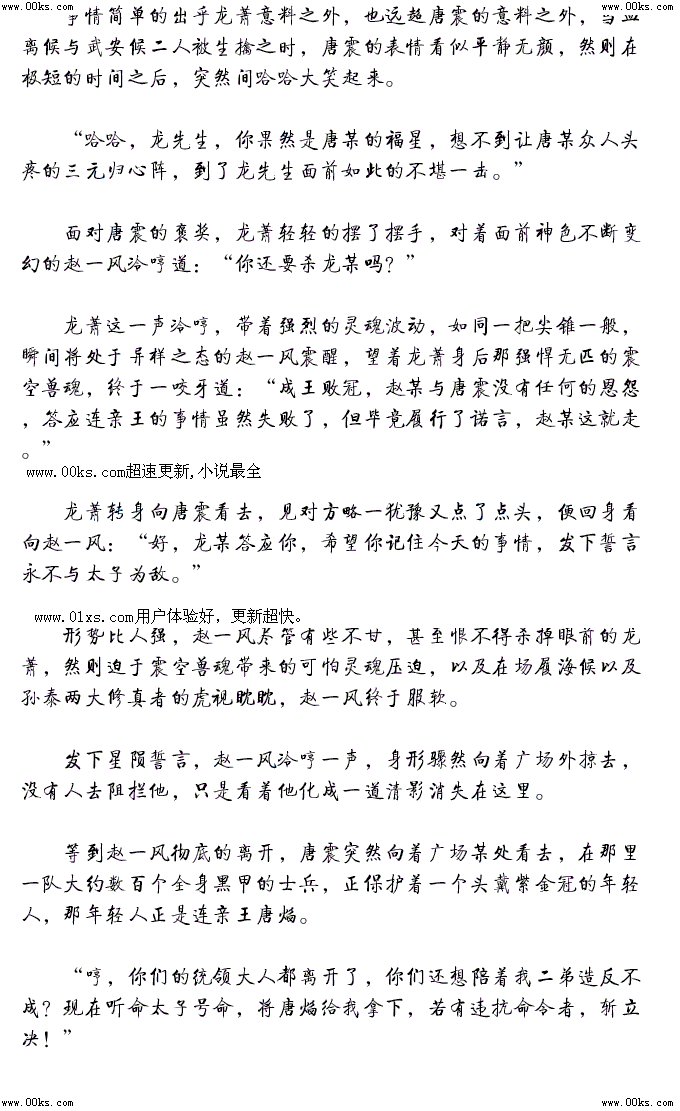 www.00ks.com www.00ks.com
事情简单的出乎龙萧意料之外，也远超唐震的意料之外，当血
离候与武安候二人被生擒之时，唐震的表情看似平静无颜，然则在
极短的时间之后，突然间哈哈大笑起来。
“哈哈，龙先生，你果然是唐某的福星，想不到让唐某众人头
疼的三元归心阵，到了龙先生面前如此的不堪一击。”
面对唐震的褒奖，龙萧轻轻的摆了摆手，对着面前神色不断变
幻的赵一风冷哼道：“你还要杀龙某吗？”
龙萧这一声冷哼，带着强烈的灵魂波动，如同一把尖锥一般，
瞬间将处于异样之态的赵一风震醒，望着龙萧身后那强悍无匹的震
空兽魂，终于一咬牙道：“成王败冠，赵某与唐震没有任何的恩怨
，答应连亲王的事情虽然失败了，但毕竟履行了诺言，赵某这就走
。”
www.00ks.com超速更新,小说最全
龙萧转身向唐震看去，见对方略一犹豫又点了点头，便回身看
向赵一风：“好，龙某答应你，希望你记住今天的事情，发下誓言
永不与太子为敌。”
www.01xs.com用户体验好，更新超快。
形势比人强，赵一风尽管有些不甘，甚至恨不得杀掉眼前的龙
萧，然则迫于震空兽魂带来的可怕灵魂压迫，以及在场履海候以及
孙泰两大修真者的虎视眈眈，赵一风终于服软。
发下星陨誓言，赵一风冷哼一声，身形骤然向着广场外掠去，
没有人去阻拦他，只是看着他化成一道清影消失在这里。
等到赵一风彻底的离开，唐震突然向着广场某处看去，在那里
一队大约数百个全身黑甲的士兵，正保护着一个头戴紫金冠的年轻
人，那年轻人正是连亲王唐焰。
“哼，你们的统领大人都离开了，你们还想陪着我二弟造反不
成？现在听命太子号命，将唐焰给我拿下，若有违抗命令者，斩立
决！”
www.00ks.com www.00ks.com